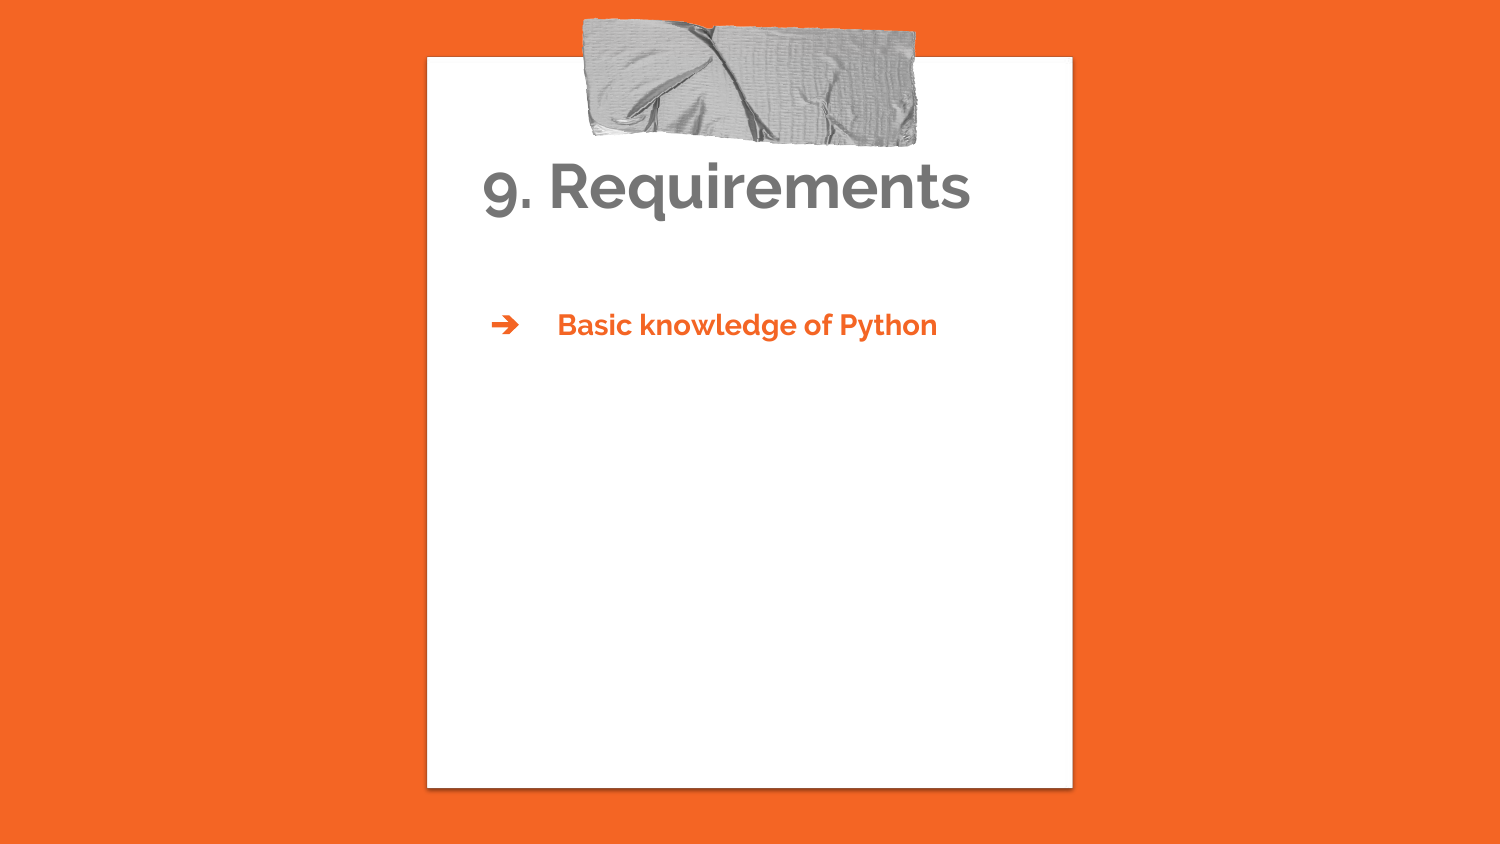 9. Requirements
➔ Basic knowledge of Python